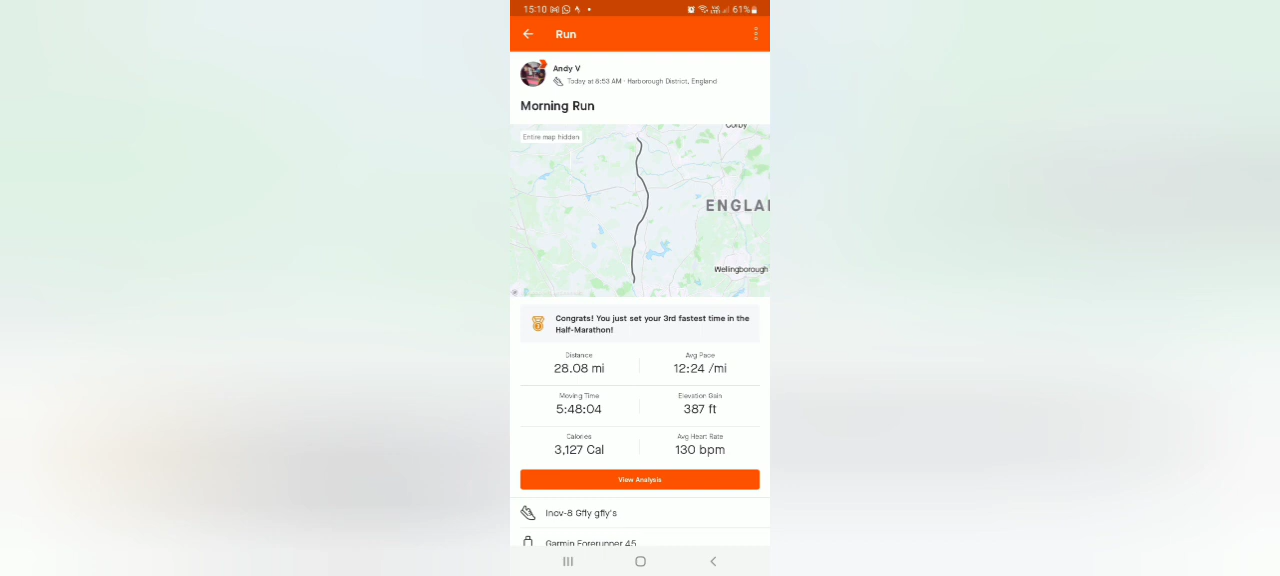 15:10 61%
Run
Andy V
Today at 8:53 AM · Harborough District, England
Morning Run
Entire map hidden
Corby
ENGLA
Wellingborough
Congrats! You just set your 3rd fastest time in the
Half-Marathon!
Distance Avg Pace
28.08 mi 12:24 /mi
Moving Time Elevation Gain
5:48:04 387 ft
Calories Avg Heart Rate
3,127 Cal 130 bpm
View Analysis
Inov-8 Gfly gfly's
Garmin Forerunner 45